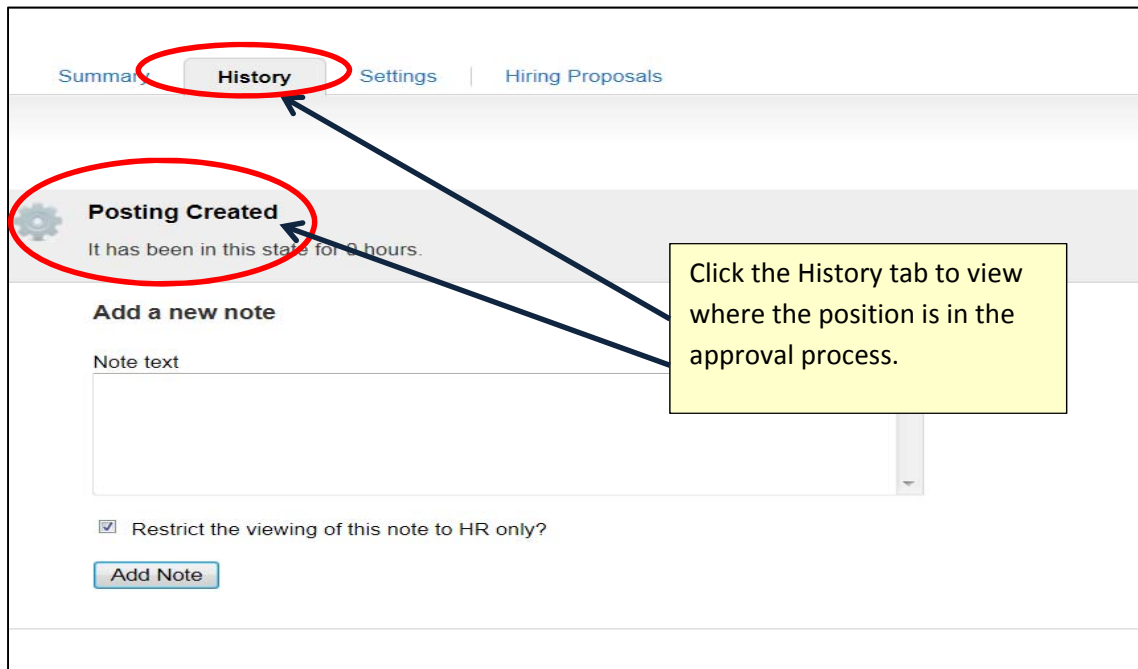 Summary History Settings Hiring Proposals
Posting Created
It has been in this state for 0 hours.
Click the History tab to view
where the position is in the
approval process.
Add a new note
Note text
Restrict the viewing of this note to HR only?
Add Note